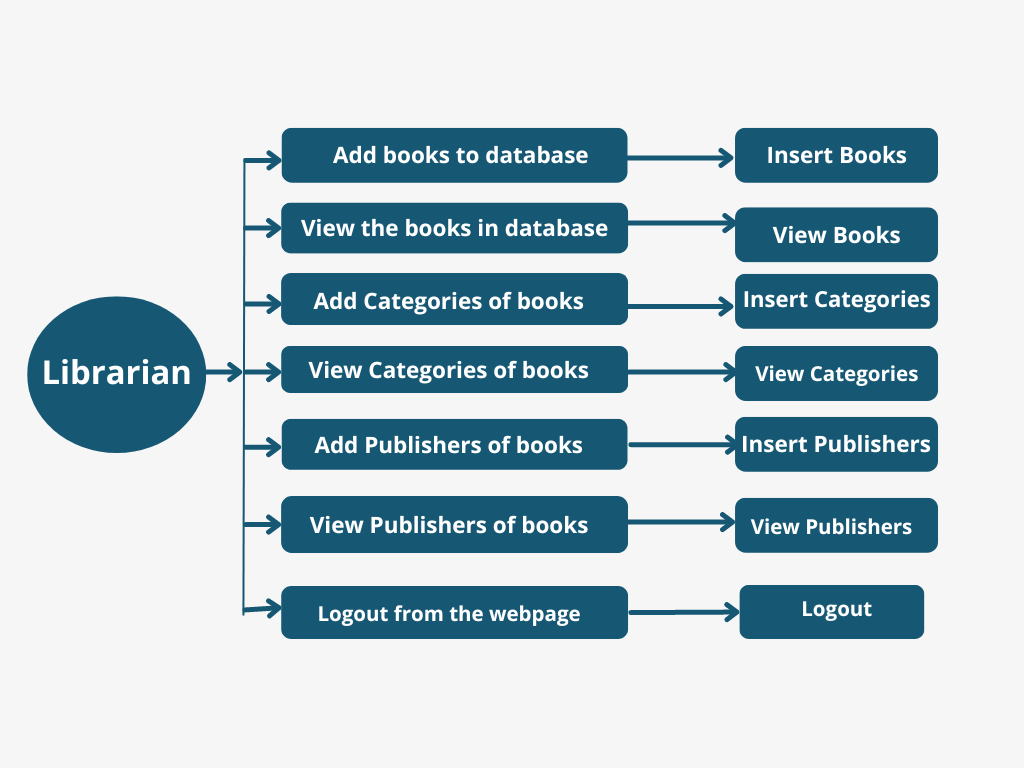 Librarian
Add books to database
Insert Books
View the books in database
View Books
Add Categories of books
Insert Categories
View Categories of books
View Categories
Add Publishers of books
Insert Publishers
View Publishers of books
View Publishers
Logout from the webpage
Logout